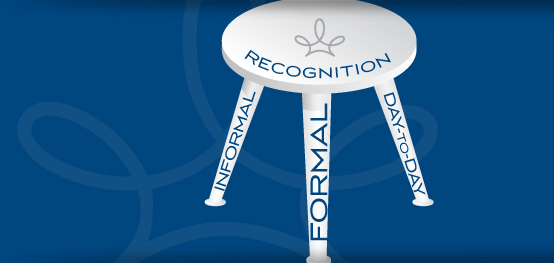 RECOGNITION
INFORMAL
FORMAL
DAY-TO-DAY